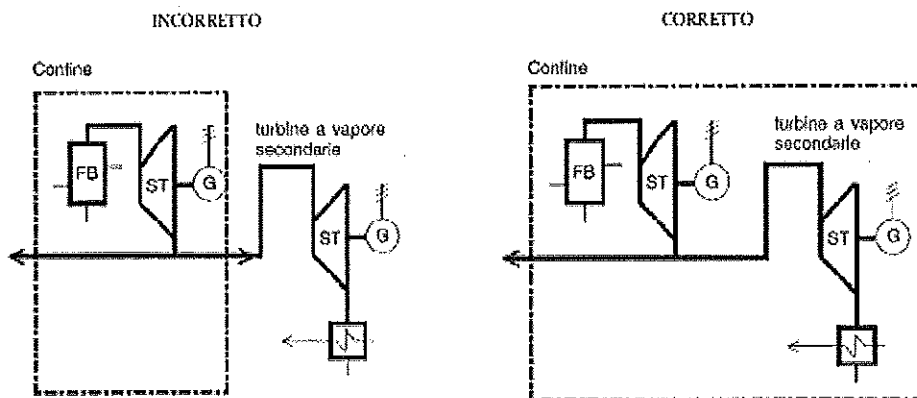 INCORRETTO
CORRETTO
Confine
Confine
turbine a vapore
secondarie
turbine a vapore
secondarie
FB
ST
G
ST
G
FB
ST
G
ST
G